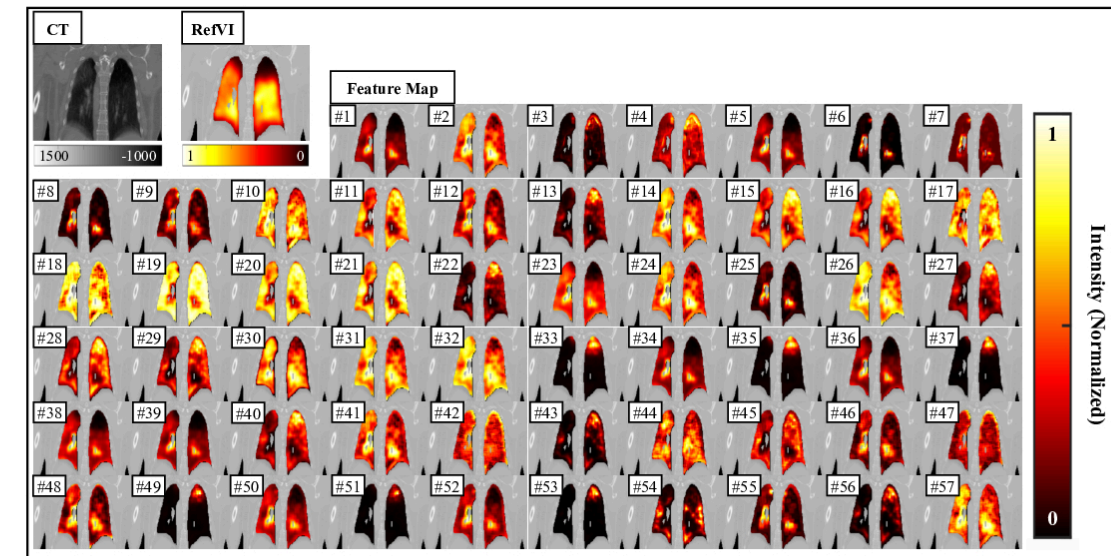 CT
RefVI
1500 -1000
1 0
Feature Map
#1 #2 #3 #4 #5 #6 #7
#8 #9 #10 #11 #12 #13 #14 #15 #16 #17
#18 #19 #20 #21 #22 #23 #24 #25 #26 #27
#28 #29 #30 #31 #32 #33 #34 #35 #36 #37
#38 #39 #40 #41 #42 #43 #44 #45 #46 #47
#48 #49 #50 #51 #52 #53 #54 #55 #56 #57
1
0
Intensity (Normalized)